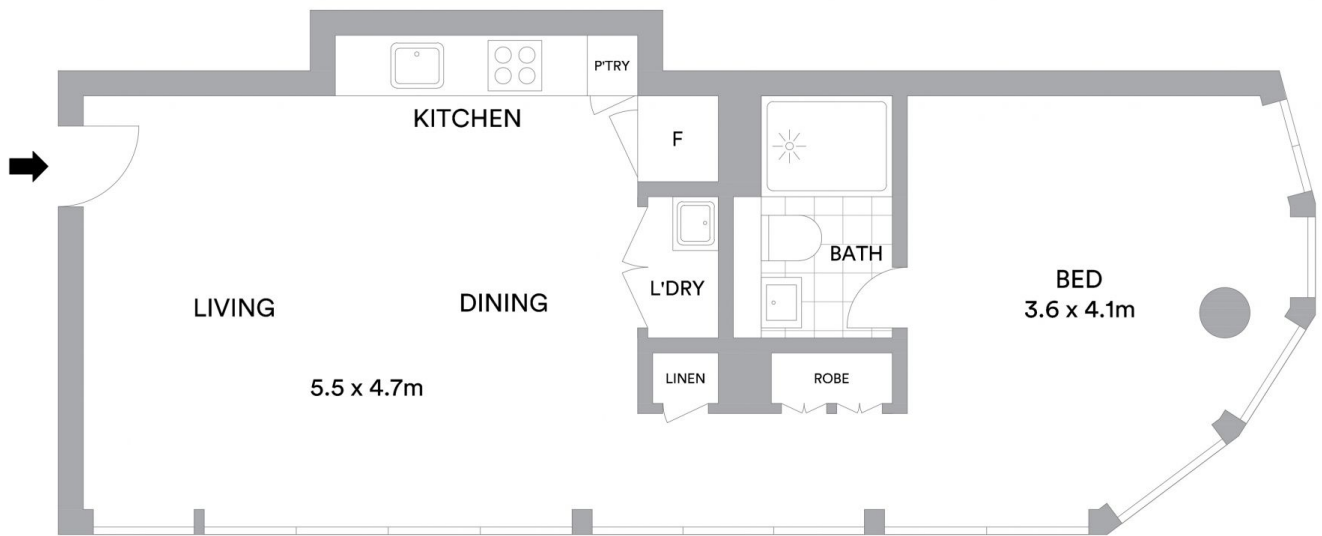 P'TRY
KITCHEN
F
BATH
L'DRY
LIVING
DINING
BED
3.6 x 4.1m
5.5 x 4.7m
LINEN
ROBE